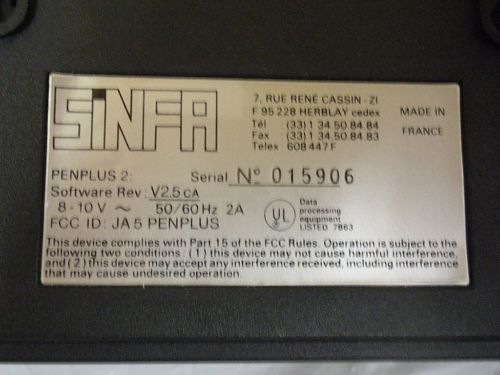 SiNFA
7, RUE RENÉ CASSIN - ZI
F 95 228 HERBLAY cedex
Tél : (33) 1 34.50 84 84
Fax : (33) 1 34.50 84.83
Telex 608 447 F
MADE IN
FRANCE
PENPLUS 2: Serial Nº 015906
Software Rev: V2.5 CA
8 - 10 V ~ 50/60 Hz 2A
FCC ID: JA 5 PENPLUS
UL
Data
processing
equipment
LISTED 7863
This device complies with Part 15 of the FCC Rules. Operation is subject to the
following two conditions : ( 1 ) this device may not cause harmful interference,
and ( 2 ) this device may accept any interference received, including interference
that may cause undesired operation.